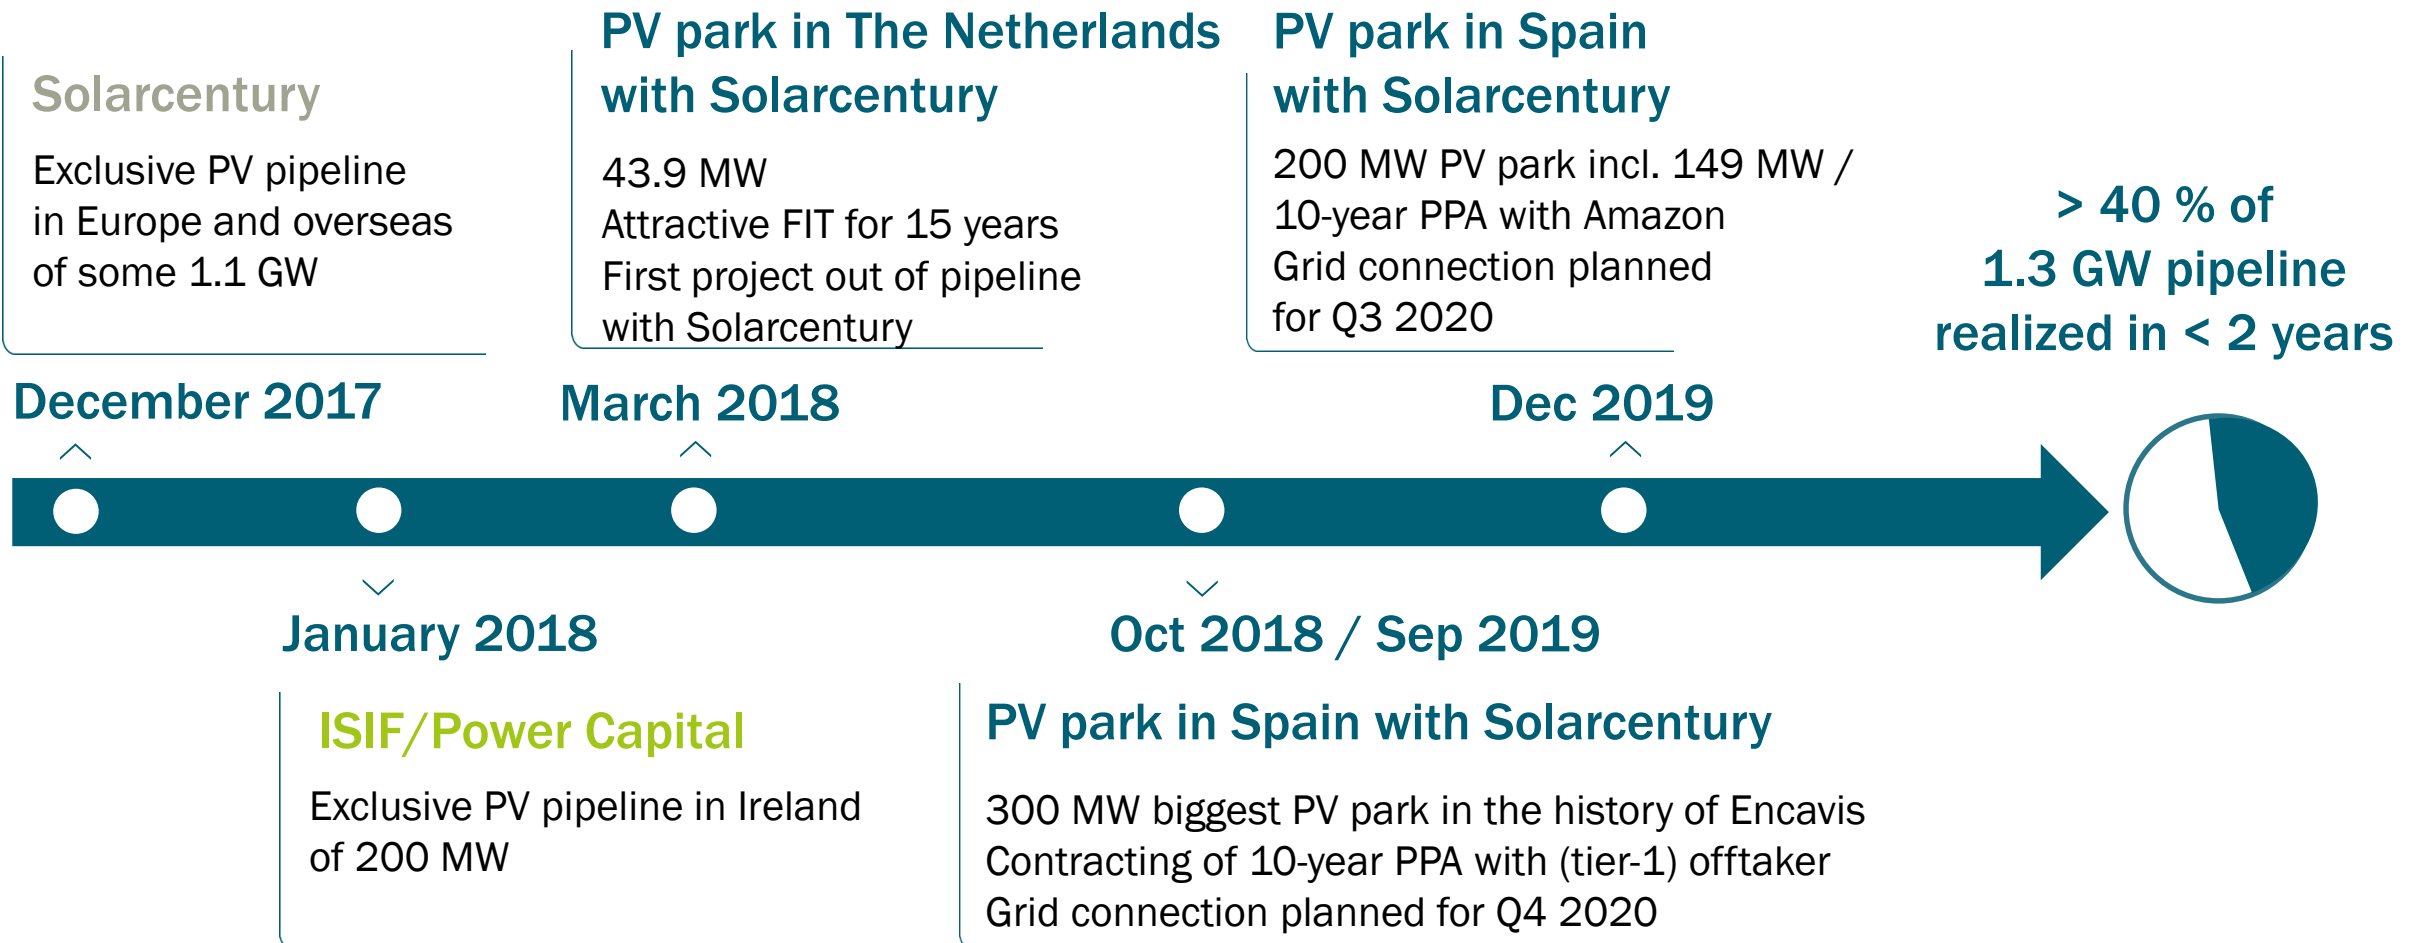 Solarcentury
Exclusive PV pipeline
in Europe and overseas
of some 1.1 GW
December 2017
PV park in The Netherlands
with Solarcentury
43.9 MW
Attractive FIT for 15 years
First project out of pipeline
with Solarcentury
March 2018
PV park in Spain
with Solarcentury
200 MW PV park incl. 149 MW /
10-year PPA with Amazon
Grid connection planned
for Q3 2020
Dec 2019
> 40 % of
1.3 GW pipeline
realized in < 2 years
January 2018
ISIF/Power Capital
Exclusive PV pipeline in Ireland
of 200 MW
Oct 2018 / Sep 2019
PV park in Spain with Solarcentury
300 MW biggest PV park in the history of Encavis
Contracting of 10-year PPA with (tier-1) offtaker
Grid connection planned for Q4 2020